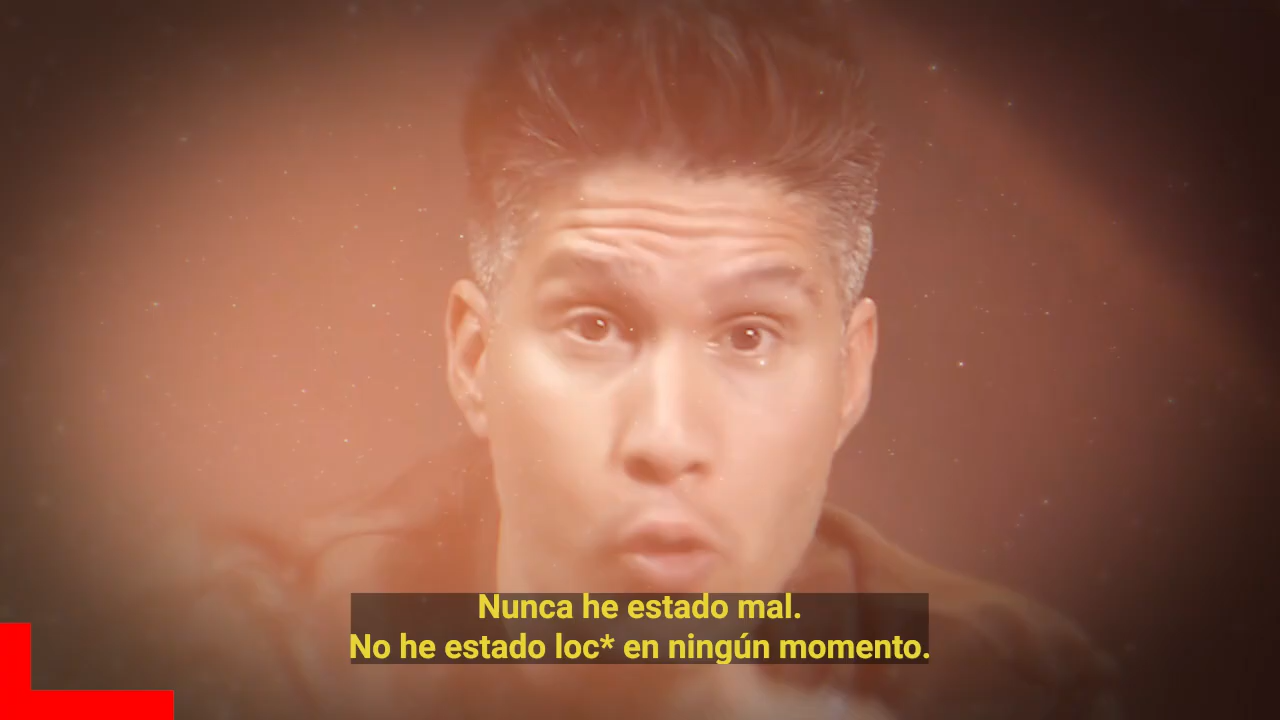 Nunca he estado mal.
No he estado loc* en ningún momento.